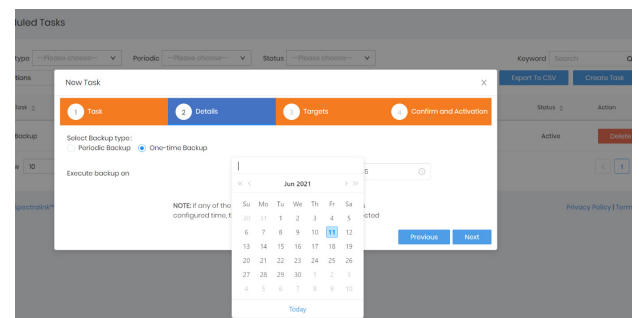 uled Tasks
type --Please choose-- Periodic --Please choose-- Status --Please choose-- Keyword Search
tions Export To CSV Create Task
New Task
1 Task 2 Details 3 Targets 4 Confirm and Activation
Task Status Action
Select Backup type:
Backup Active Delete
Periodic Backup One-time Backup
w 10 1
Execute backup on
Jun 2021
Su Mo Tu We Th Fr Sa
30 31 1 2 3 4 5
6 7 8 9 10 11 12
13 14 15 16 17 18 19
20 21 22 23 24 25 26
27 28 29 30 1 2 3
4 5 6 7 8 9 10
Today
NOTE: If any of the
configured time, t ected
Previous Next
spectralink Privacy Policy | Term